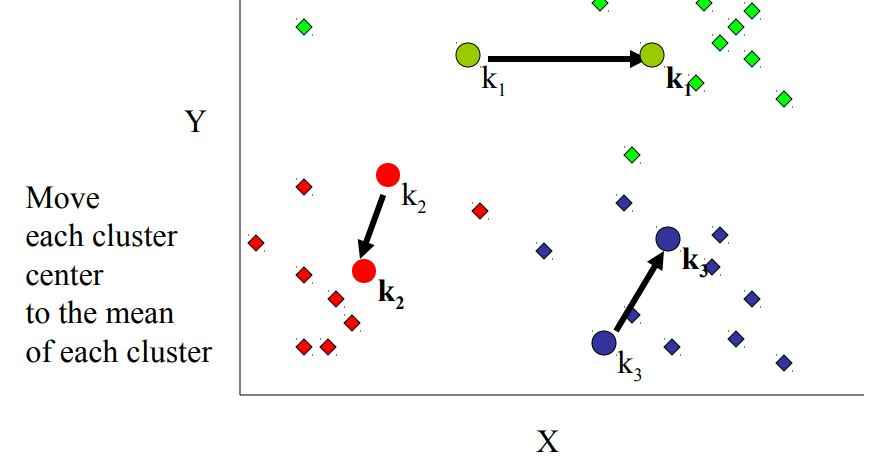 k1
k1
Y
k2
Move
each cluster
center
to the mean
of each cluster
k2
k3
k3
X